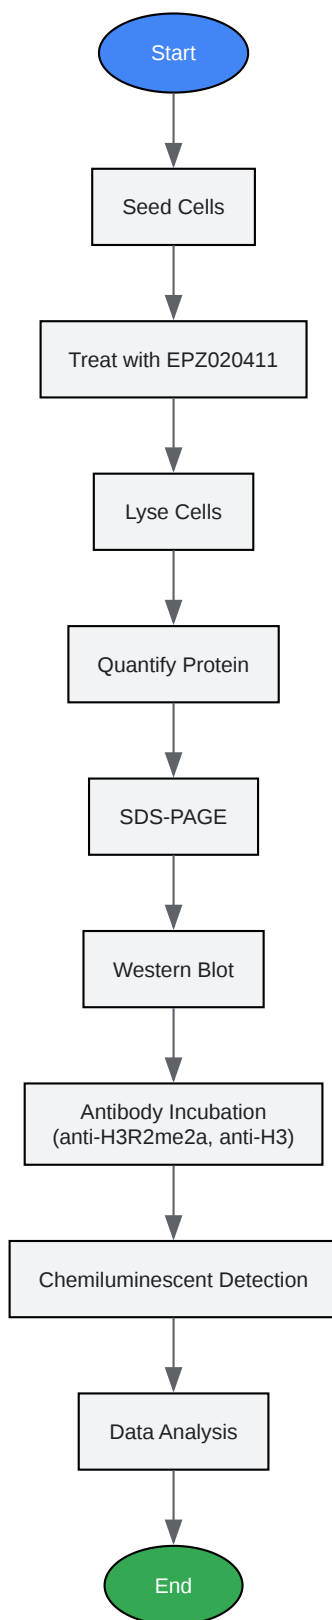 Start
Seed Cells
Treat with EPZ020411
Lyse Cells
Quantify Protein
SDS-PAGE
Western Blot
Antibody Incubation
(anti-H3R2me2a, anti-H3)
Chemiluminescent Detection
Data Analysis
End